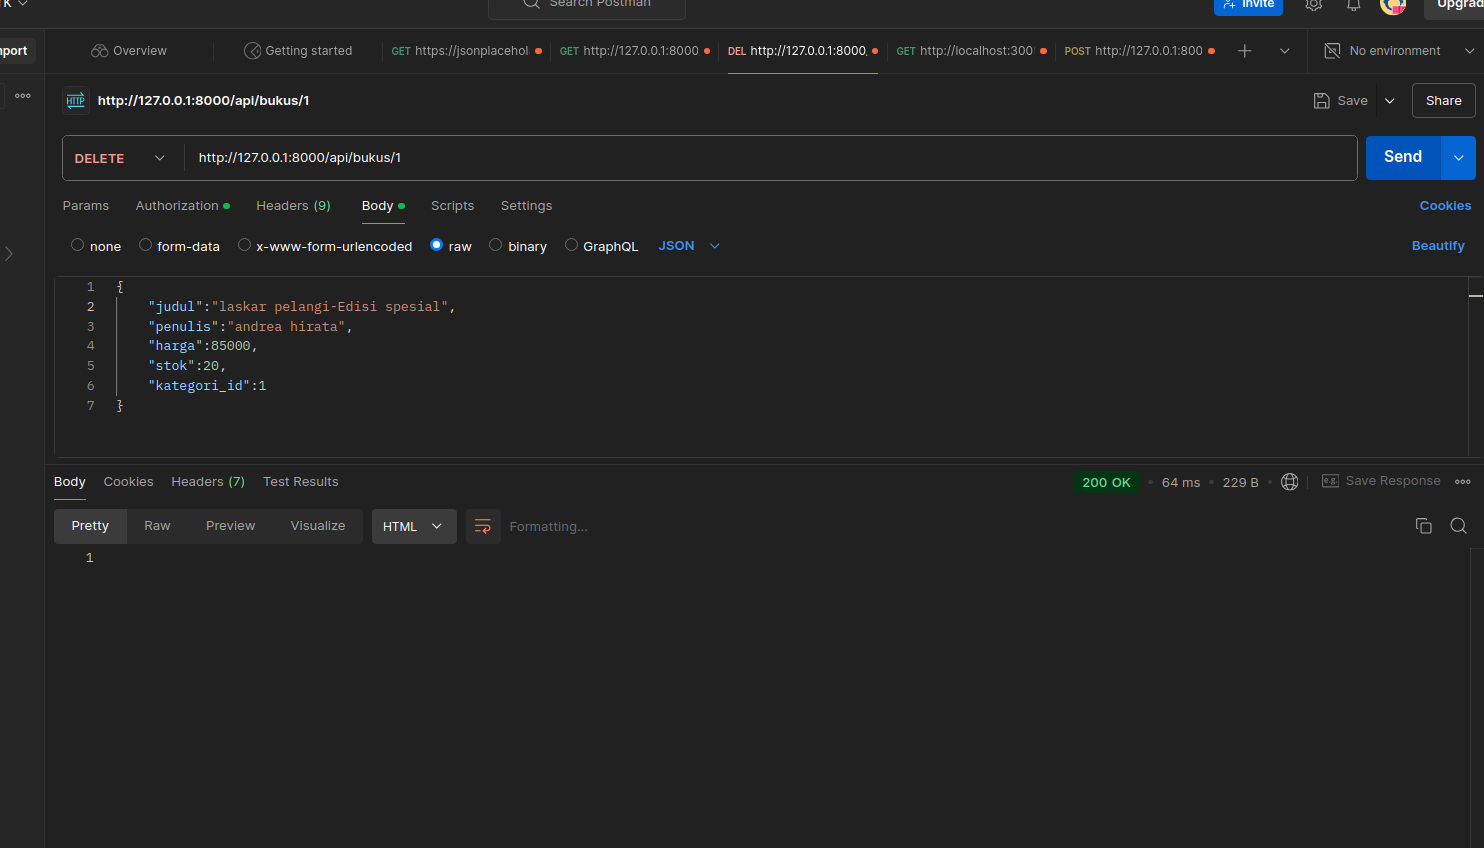 K
Search Postman
Invite
Upgrad
mport
Overview
Getting started
GET https://jsonplacehol
GET http://127.0.0.1:8000
DEL http://127.0.0.1:8000,
GET http://localhost:300
POST http://127.0.0.1:800
No environment
HTTP http://127.0.0.1:8000/api/bukus/1
Save
Share
DELETE
http://127.0.0.1:8000/api/bukus/1
Send
Params
Authorization
Headers (9)
Body
Scripts
Settings
Cookies
none
form-data
x-www-form-urlencoded
raw
binary
GraphQL
JSON
Beautify
1 {
2 "judul":"laskar pelangi-Edisi spesial",
3 "penulis":"andrea hirata",
4 "harga":85000,
5 "stok":20,
6 "kategori_id":1
7 }
Body
Cookies
Headers (7)
Test Results
200 OK
64 ms
229 B
e.g. Save Response
Pretty
Raw
Preview
Visualize
HTML
Formatting...
1